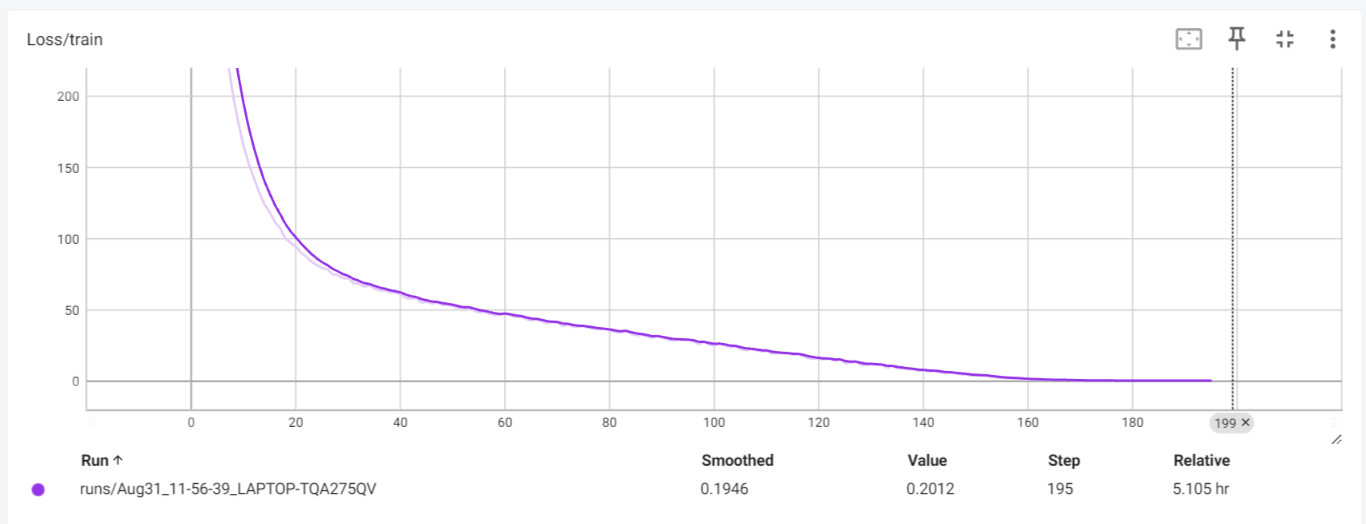 Loss/train
200
150
100
50
0
0 20 40 60 80 100 120 140 160 180 199 ×
Run ↑ Smoothed Value Step Relative
runs/Aug31_11-56-39_LAPTOP-TQA275QV 0.1946 0.2012 195 5.105 hr